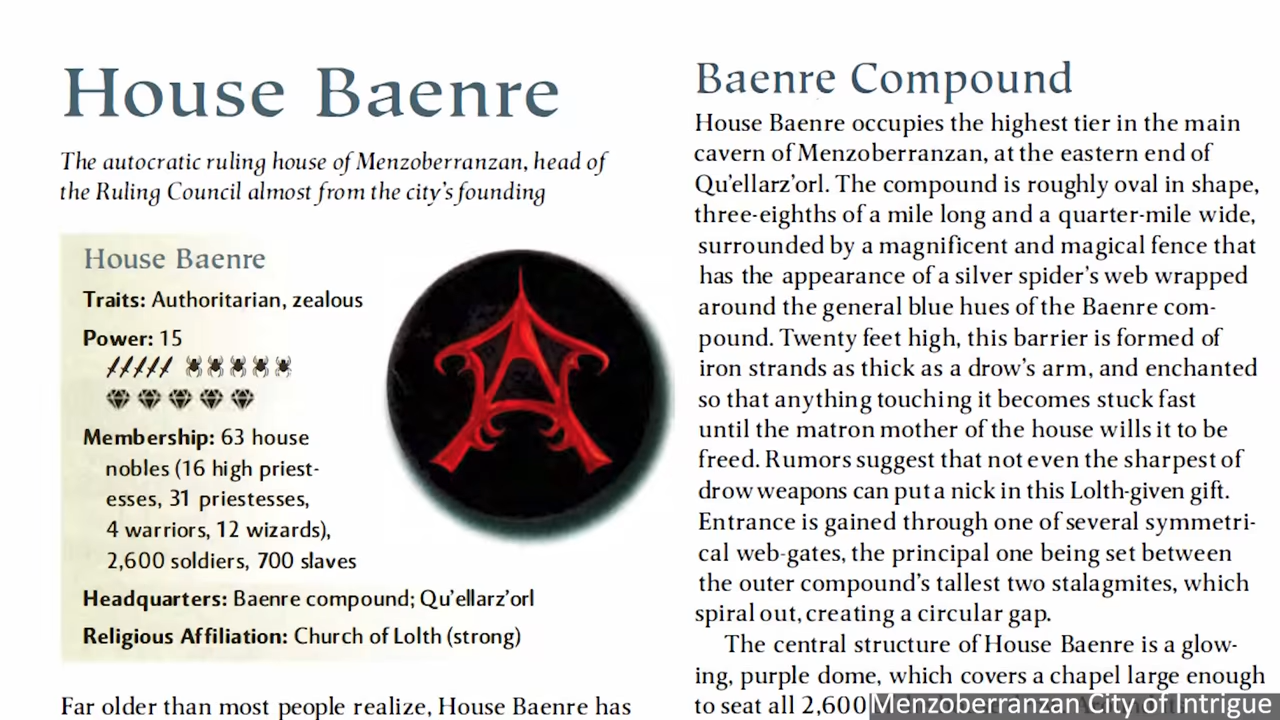 House Baenre
The autocratic ruling house of Menzoberranzan, head of
the Ruling Council almost from the city's founding
House Baenre
Traits: Authoritarian, zealous
Power: 15
Membership: 63 house
nobles (16 high priest-
esses, 31 priestesses,
4 warriors, 12 wizards),
2,600 soldiers, 700 slaves
Headquarters: Baenre compound; Qu'ellarz'orl
Religious Affiliation: Church of Lolth (strong)
Far older than most people realize, House Baenre has
Baenre Compound
House Baenre occupies the highest tier in the main
cavern of Menzoberranzan, at the eastern end of
Qu'ellarz'orl. The compound is roughly oval in shape,
three-eighths of a mile long and a quarter-mile wide,
surrounded by a magnificent and magical fence that
has the appearance of a silver spider's web wrapped
around the general blue hues of the Baenre com-
pound. Twenty feet high, this barrier is formed of
iron strands as thick as a drow's arm, and enchanted
so that anything touching it becomes stuck fast
until the matron mother of the house wills it to be
freed. Rumors suggest that not even the sharpest of
drow weapons can put a nick in this Lolth-given gift.
Entrance is gained through one of several symmetri-
cal web-gates, the principal one being set between
the outer compound's tallest two stalagmites, which
spiral out, creating a circular gap.
The central structure of House Baenre is a glow-
ing, purple dome, which covers a chapel large enough
to seat all 2,600
Menzoberranzan City of Intrigue